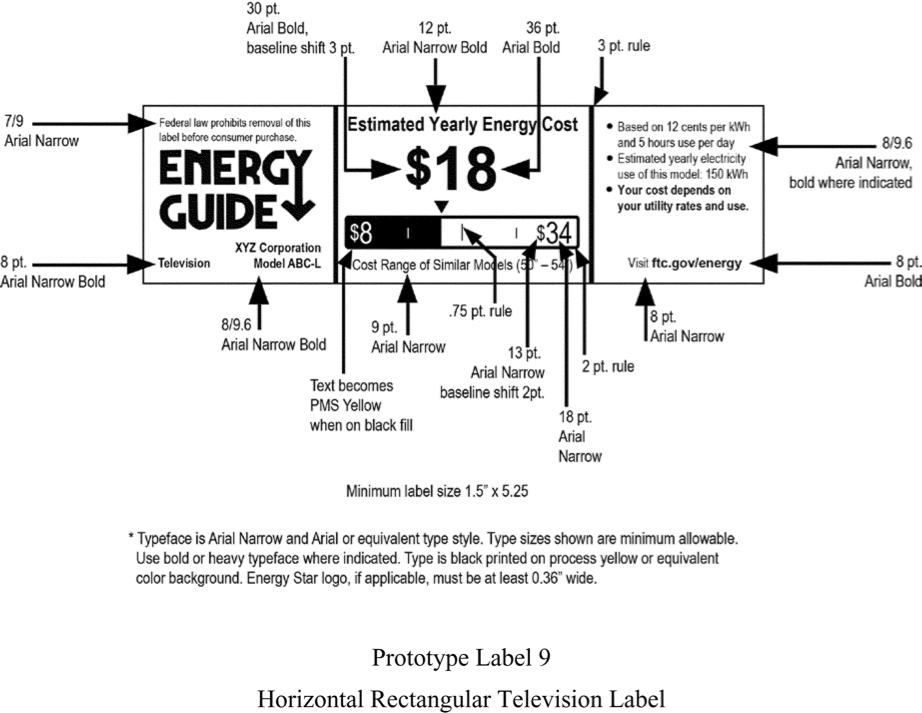 30 pt.
Arial Bold,
baseline shift 3 pt.
12 pt.
Arial Narrow Bold
36 pt.
Arial Bold
3 pt. rule
7/9
Arial Narrow
Federal law prohibits removal of this
label before consumer purchase.
ENERGY
GUIDE
XYZ Corporation
Television
Model ABC-L
Estimated Yearly Energy Cost
$18
$8
$34
Cost Range of Similar Models (50" – 54")
• Based on 12 cents per kWh
and 5 hours use per day
• Estimated yearly electricity
use of this model: 150 kWh
• Your cost depends on
your utility rates and use.
Visit ftc.gov/energy
8/9.6
Arial Narrow,
bold where indicated
8 pt.
Arial Narrow Bold
8 pt.
Arial Bold
8/9.6
Arial Narrow Bold
9 pt.
Arial Narrow
.75 pt. rule
8 pt.
Arial Narrow
13 pt.
Arial Narrow
baseline shift 2pt.
2 pt. rule
Text becomes
PMS Yellow
when on black fill
18 pt.
Arial
Narrow
Minimum label size 1.5" x 5.25
* Typeface is Arial Narrow and Arial or equivalent type style. Type sizes shown are minimum allowable.
Use bold or heavy typeface where indicated. Type is black printed on process yellow or equivalent
color background. Energy Star logo, if applicable, must be at least 0.36" wide.
Prototype Label 9
Horizontal Rectangular Television Label